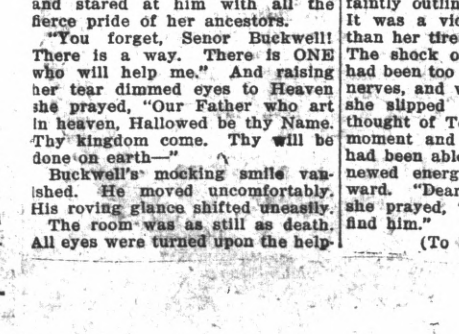 and stared at him with all the
fierce pride of her ancestors.
"You forget, Senor Buckwell!
There is a way. There is ONE
who will help me." And raising
her tear dimmed eyes to Heaven
she prayed, "Our Father who art
in heaven, Hallowed be thy Name.
Thy kingdom come. Thy will be
done on earth—"
Buckwell's mocking smile van-
ished. He moved uncomfortably.
His roving glance shifted uneasily.
The room was as still as death.
All eyes were turned upon the help-
faintly outlin
It was a vic
than her tire
The shock o
had been too
nerves, and v
she slipped
thought of T
moment and
had been abl
newed energ
ward. "Dear
she prayed, "
find him."
(To